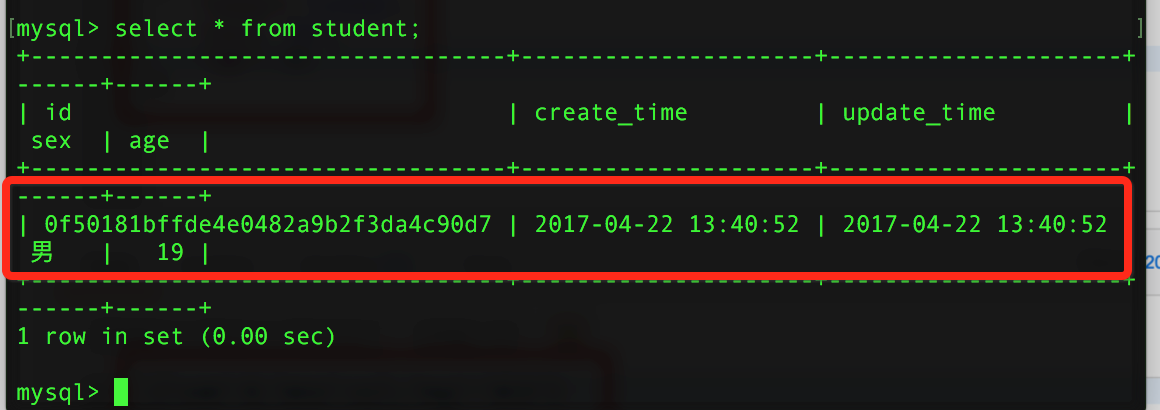 [mysql> select * from student; ]
+----------------------------------+---------------------+---------------------+
------+------+
| id                               | create_time         | update_time         |
 sex  | age  |
+----------------------------------+---------------------+---------------------+
------+------+
| 0f50181bffde4e0482a9b2f3da4c90d7 | 2017-04-22 13:40:52 | 2017-04-22 13:40:52
 男    |   19 |
+----------------------------------+---------------------+---------------------+
------+------+
1 row in set (0.00 sec)
mysql>
20